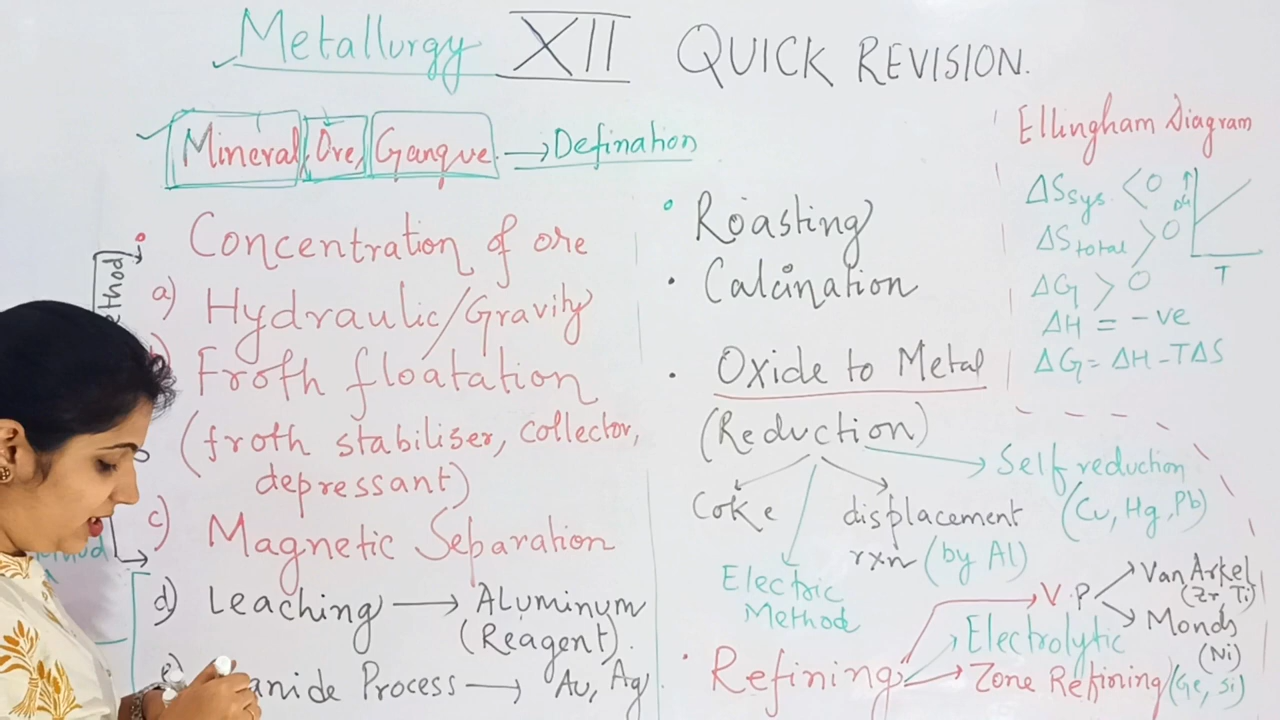 Metallurgy XII QUICK REVISION.
Mineral, Ore, Gangue. → Defination
Concentration of ore
a) Hydraulic/Gravity
Froth floatation
(froth stabiliser, collector,
depressant)
c) Magnetic Separation
d) Leaching → Aluminum
(Reagent).
e) Process → Au, Ag
Roasting
Calcination
Oxide to Metal
(Reduction)
Coke
Electric
Method
displacement
rxn (by Al)
Self reduction
(Cu, Hg, Pb)
Refining
V.P
Van Arkel
(Zr, Ti)
Monds
(Ni)
Electrolytic
Zone Refining (Ge, Si)
Ellingham Diagram
ΔSsys. < 0
ΔStotal > 0
ΔG > 0
ΔH = -ve
ΔG = ΔH - TΔS
ΔG
T